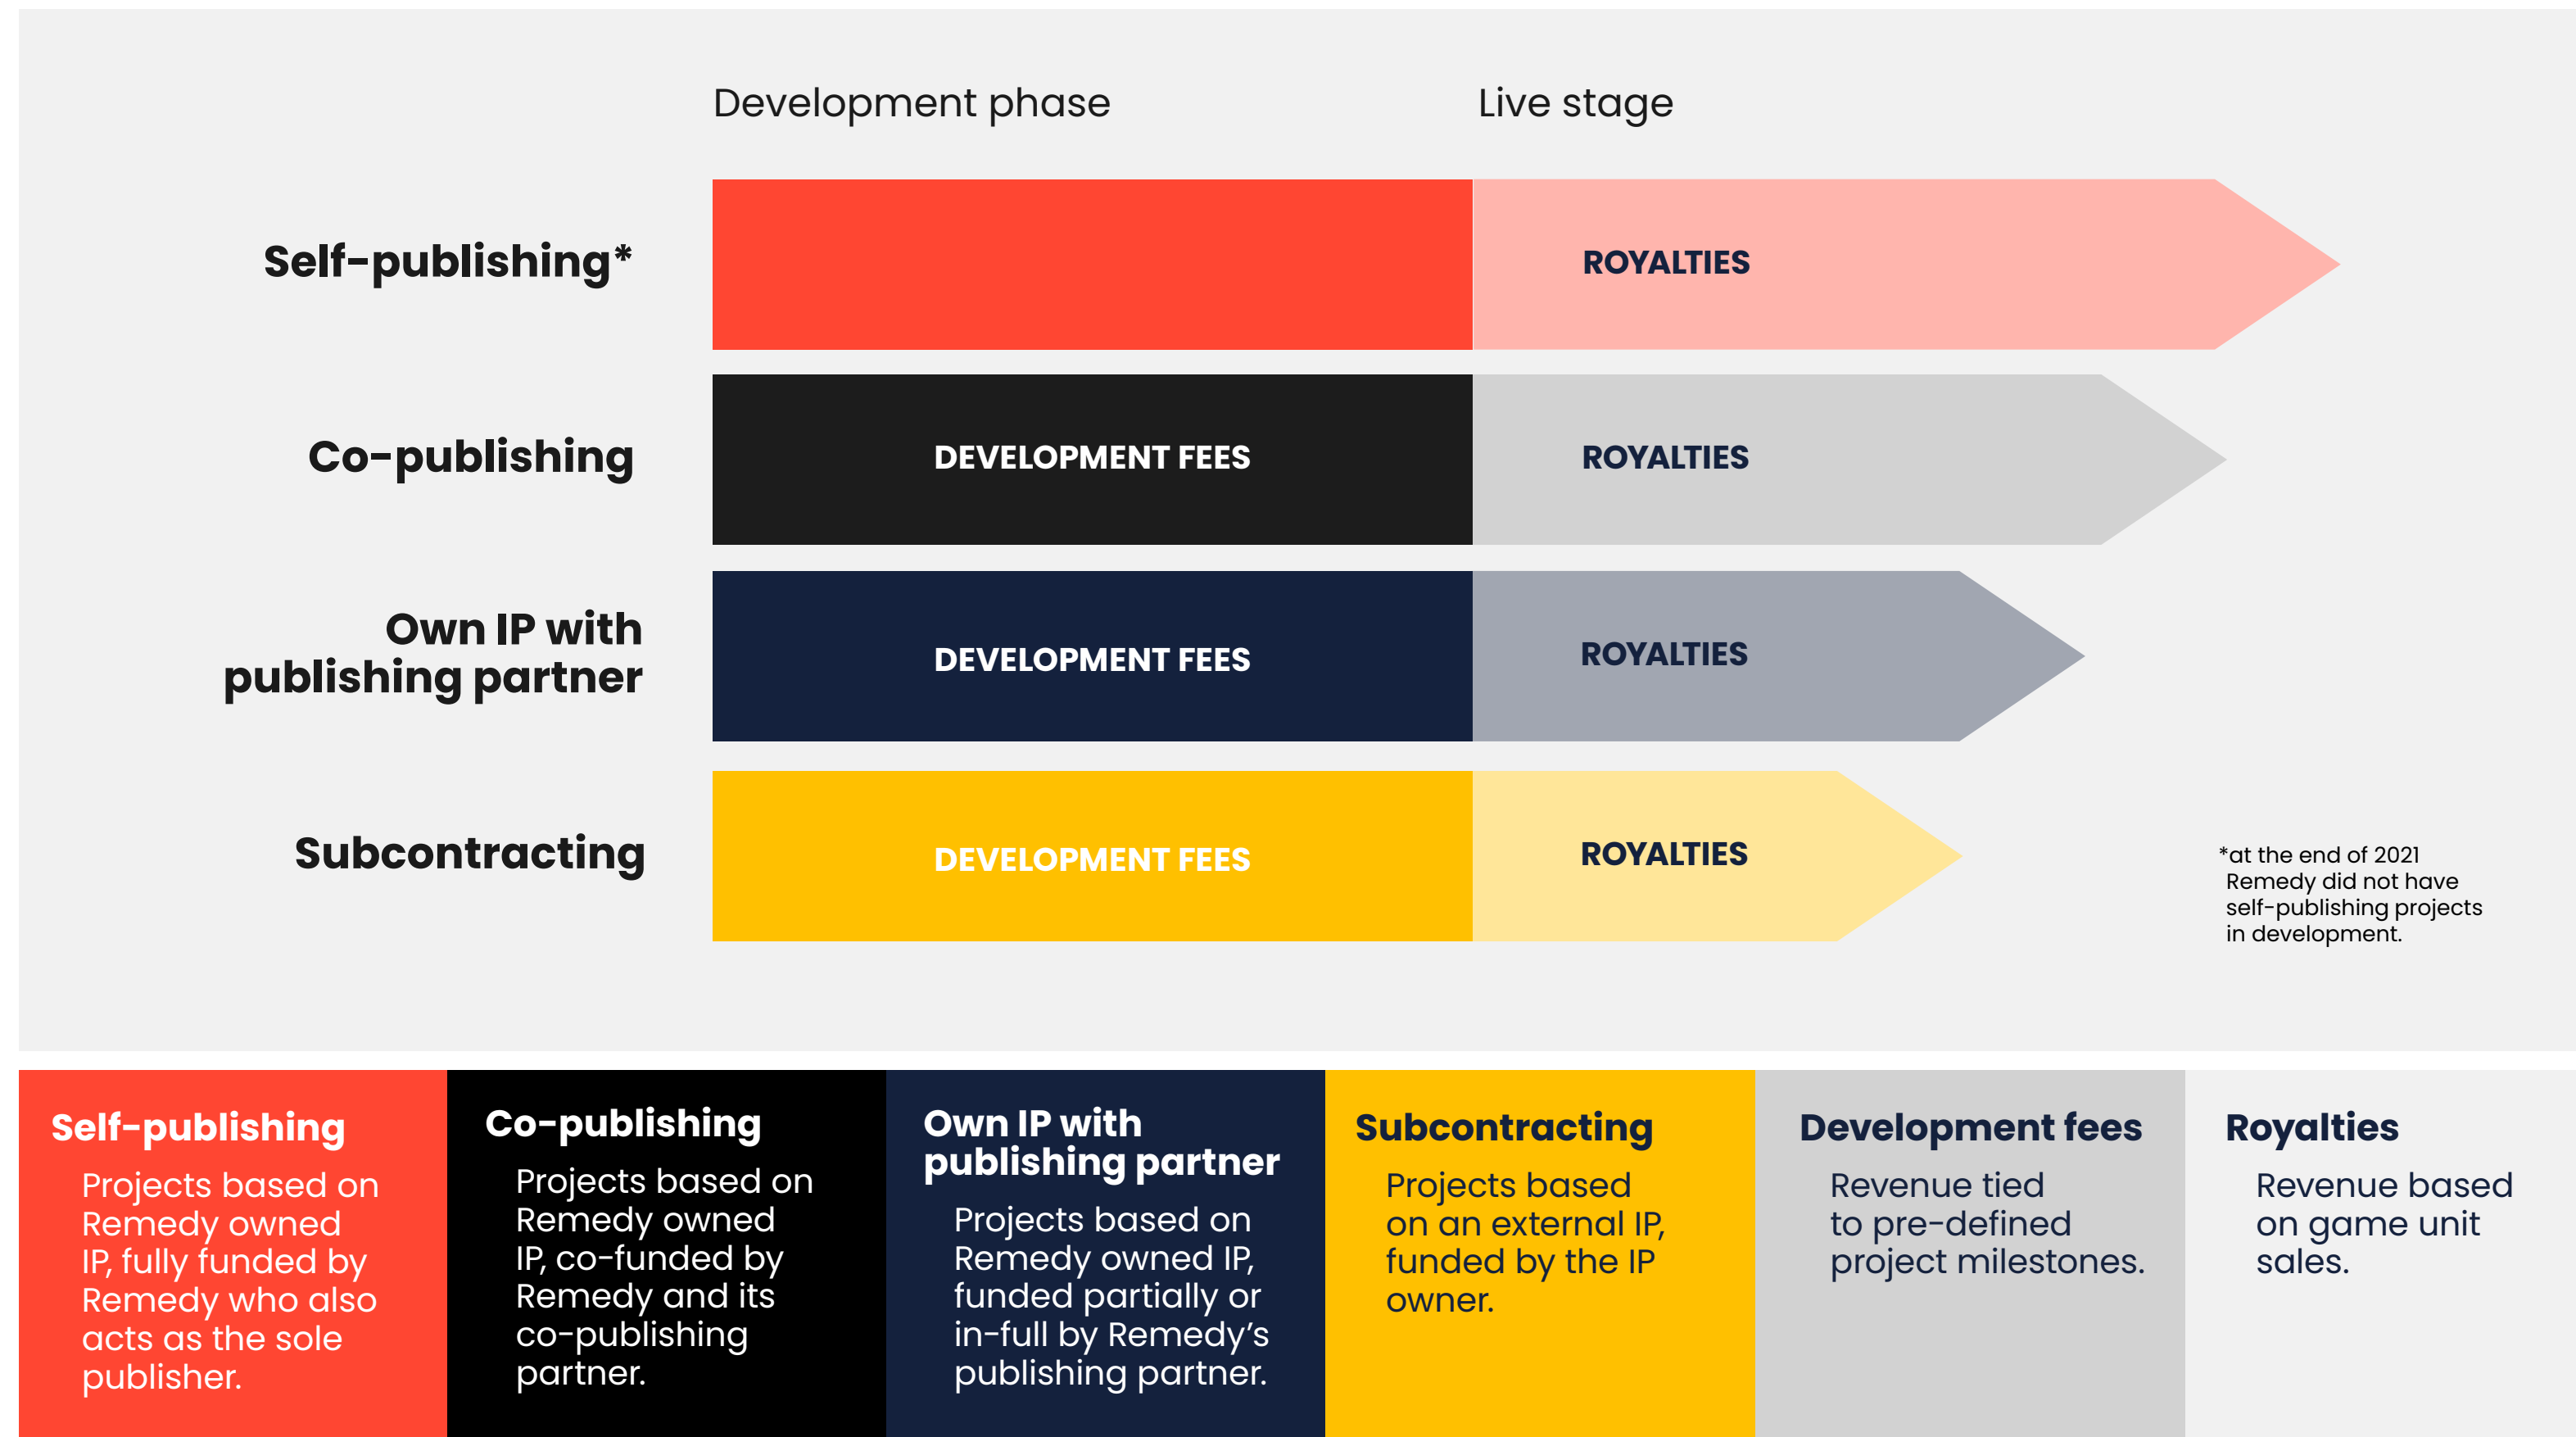 Development phase
Live stage
Self-publishing*
ROYALTIES
Co-publishing
DEVELOPMENT FEES
ROYALTIES
Own IP with
publishing partner
DEVELOPMENT FEES
ROYALTIES
Subcontracting
DEVELOPMENT FEES
ROYALTIES
*at the end of 2021
Remedy did not have
self-publishing projects
in development.
Self-publishing
Projects based on
Remedy owned
IP, fully funded by
Remedy who also
acts as the sole
publisher.
Co-publishing
Projects based on
Remedy owned
IP, co-funded by
Remedy and its
co-publishing
partner.
Own IP with
publishing partner
Projects based on
Remedy owned IP,
funded partially or
in-full by Remedy’s
publishing partner.
Subcontracting
Projects based
on an external IP,
funded by the IP
owner.
Development fees
Revenue tied
to pre-defined
project milestones.
Royalties
Revenue based
on game unit
sales.